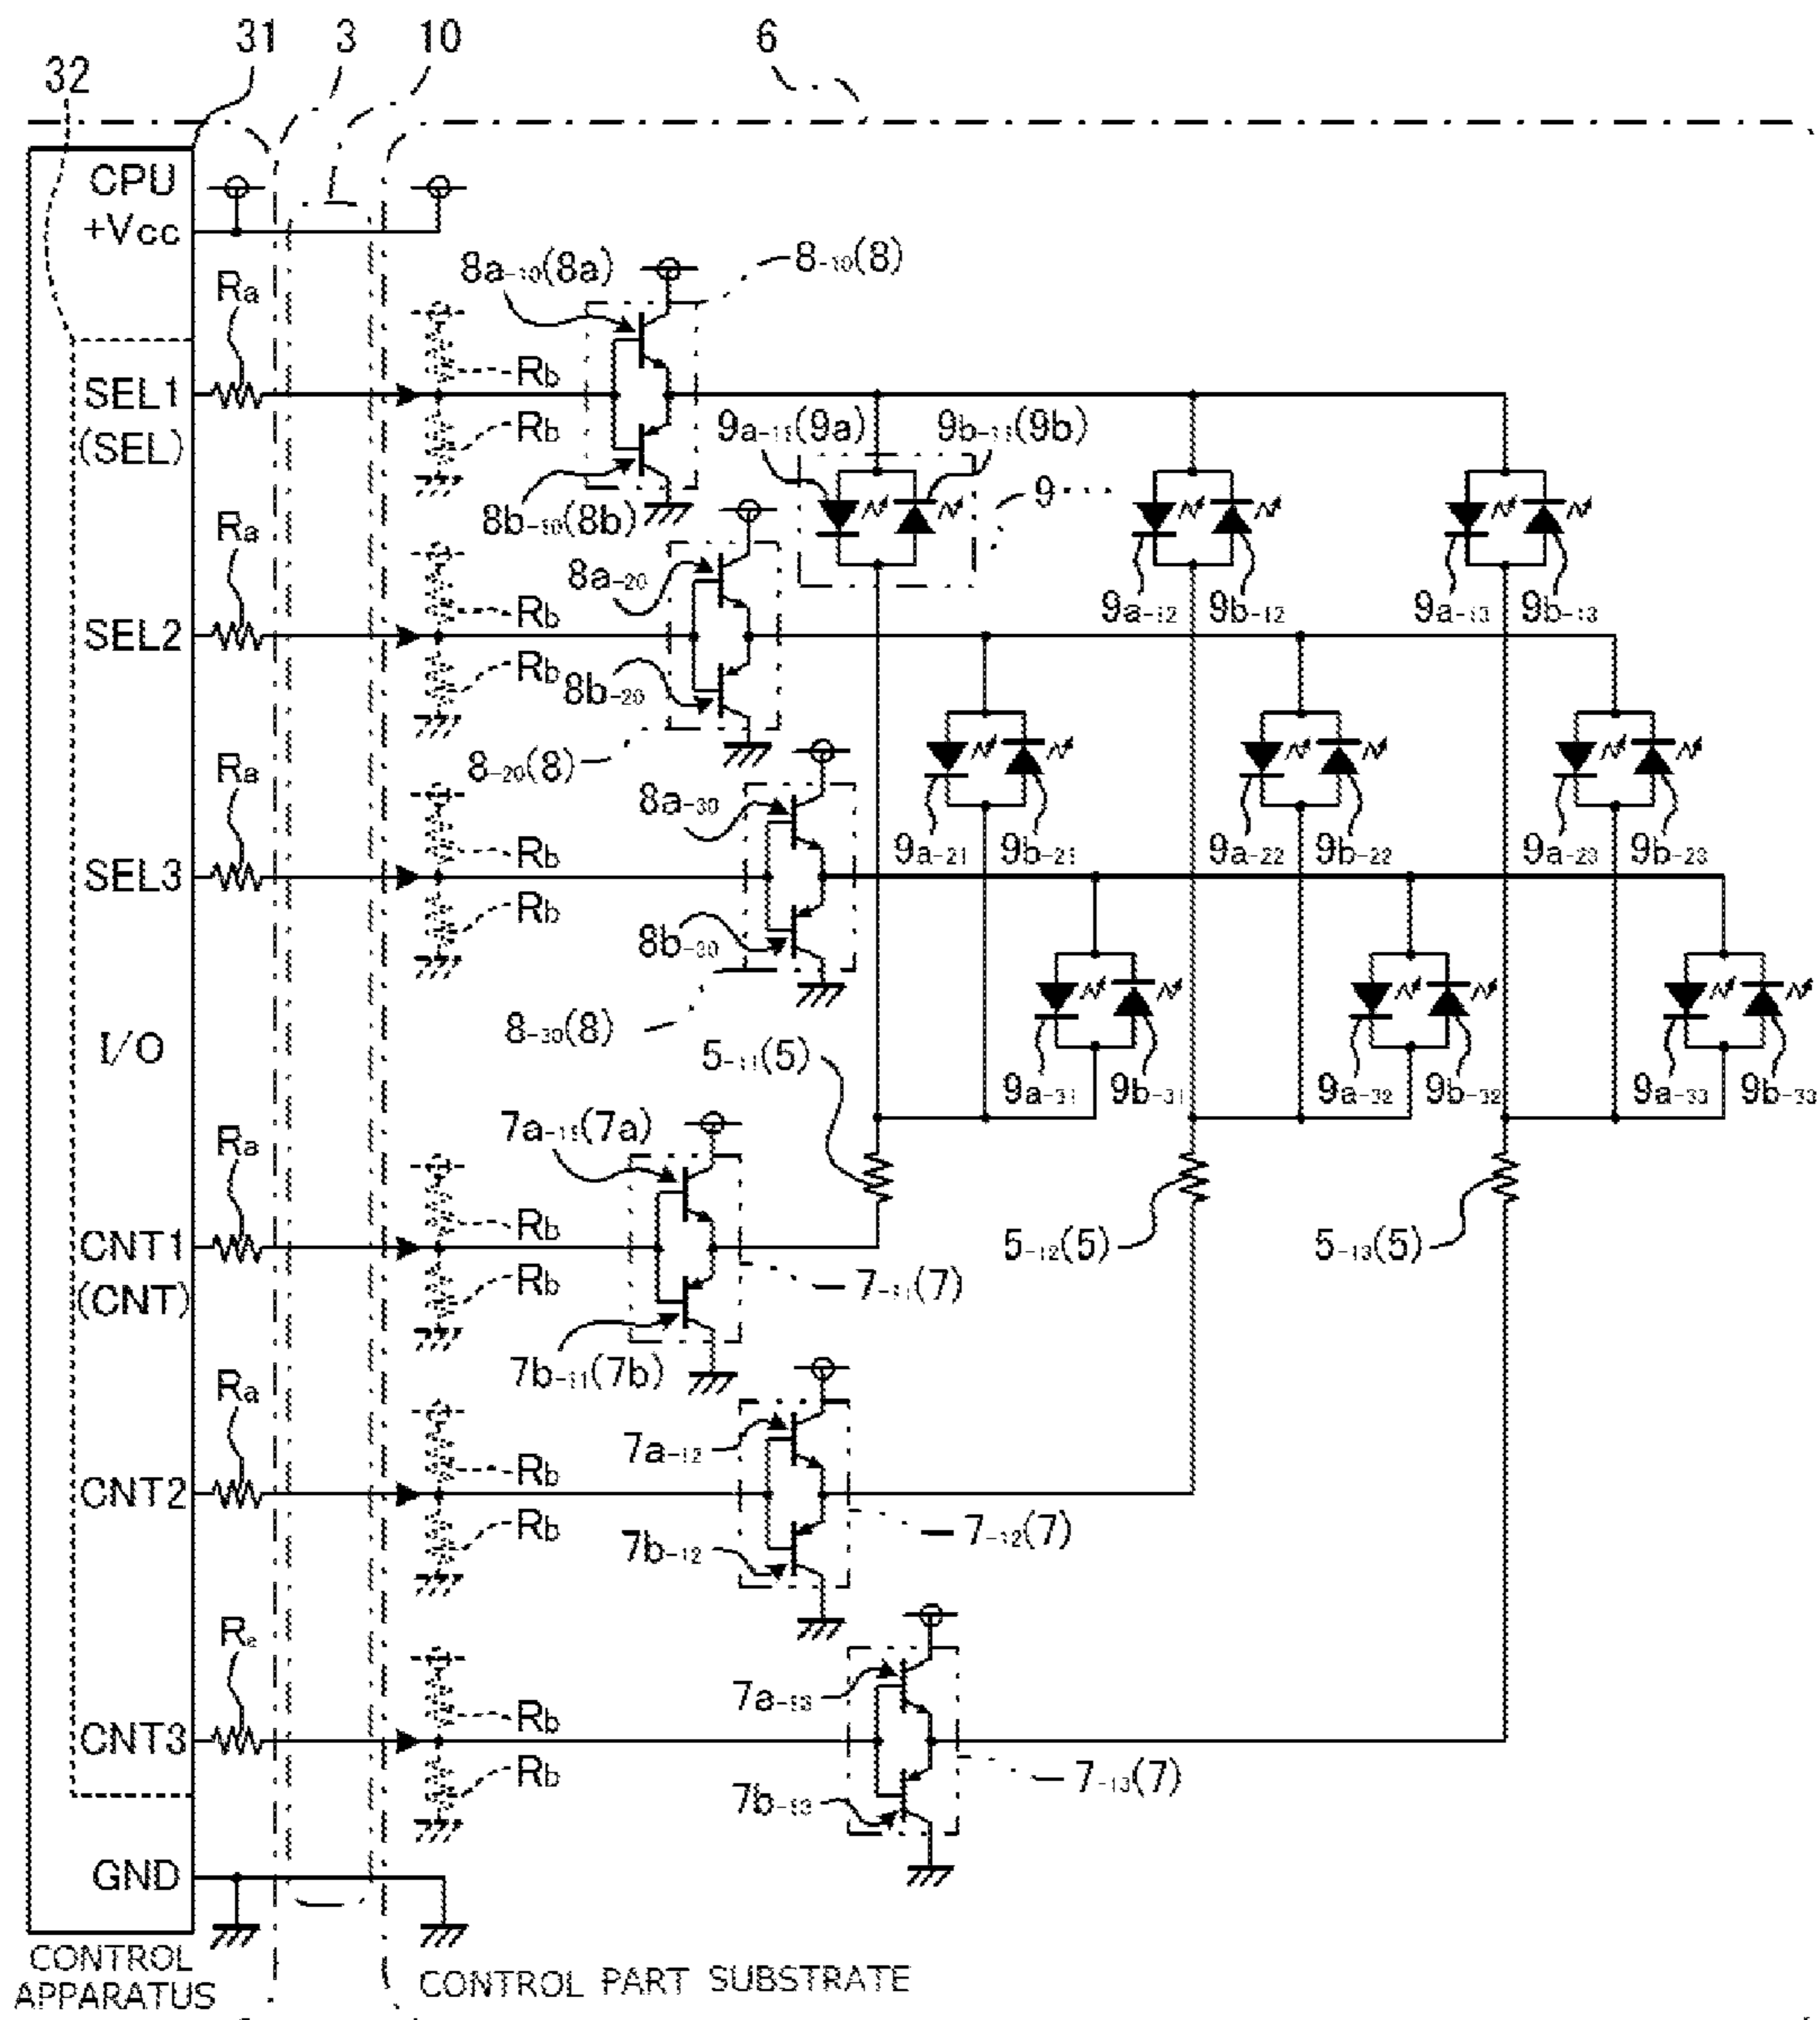 31 3 10 6
32
CPU
+Vcc
8a-10(8a) 8-10(8)
Ra
Rb
SEL1
(SEL)
Rb
9a-11(9a) 9b-11(9b)
9...
8b-10(8b)
Ra
8a-20
Rb
9a-12 9b-12 9a-13 9b-13
SEL2
Rb
8b-20
8-20(8)
Ra
8a-30
Rb
9a-21 9b-21 9a-22 9b-22 9a-23 9b-23
SEL3
Rb
8b-30
8-30(8)
I/O
5-11(5)
9a-31 9b-31 9a-32 9b-32 9a-33 9b-33
7a-11(7a)
Ra
Rb
5-12(5) 5-13(5)
CNT1
(CNT)
Rb
7-11(7)
7b-11(7b)
Ra
7a-12
Rb
CNT2
Rb
7b-12
7-12(7)
Ra
7a-13
Rb
CNT3
Rb
7b-13
7-13(7)
GND
CONTROL
APPARATUS
CONTROL PART SUBSTRATE